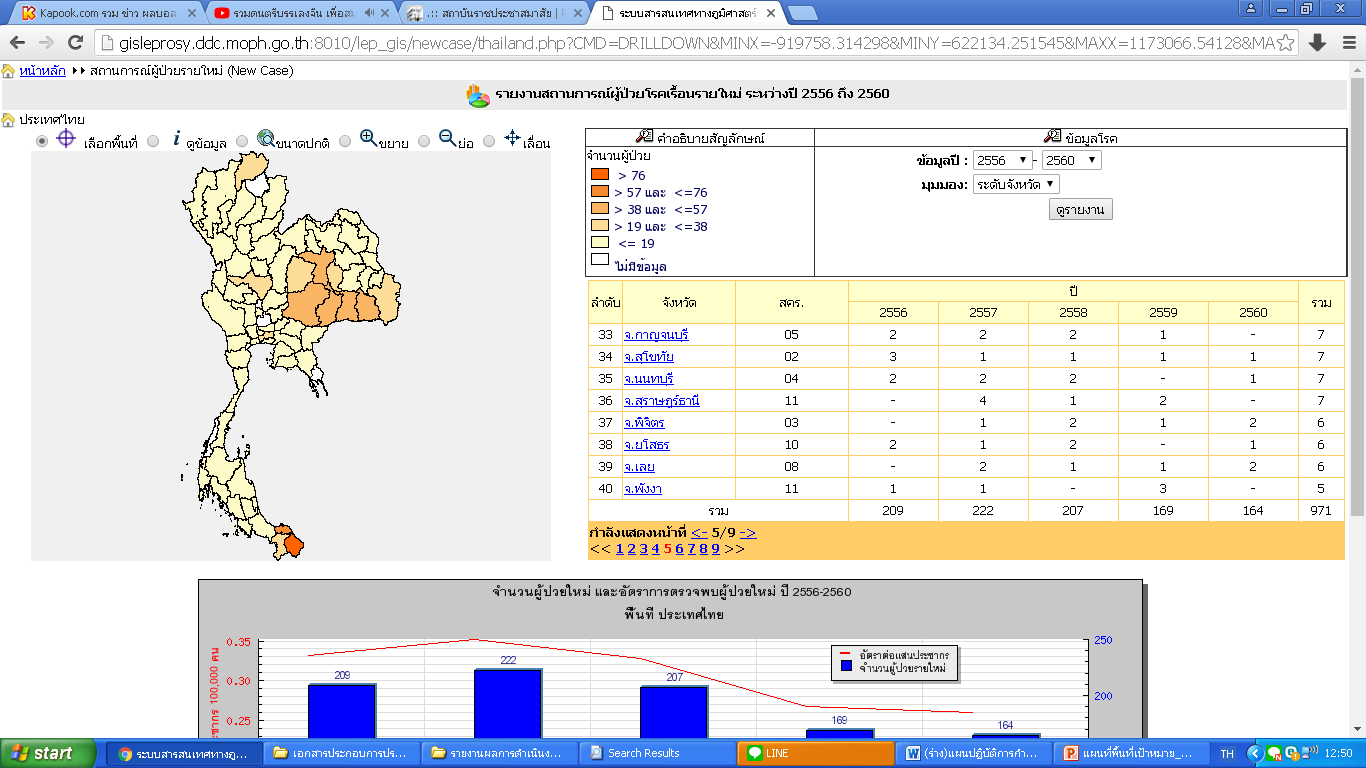 Kapook.com รวม ข่าว ผลบอล
รวมดนตรีบรรเลงจีน เพื่อสม
.:: สถาบันราชประชาสมาสัย | R
ระบบสารสนเทศทางภูมิศาสตร์
gisleprosy.ddc.moph.go.th:8010/lep_gis/newcase/thailand.php?CMD=DRILLDOWN&MINX=-919758.314298&MINY=622134.251545&MAXX=1173066.54128&MA
หน้าหลัก สถานการณ์ผู้ป่วยรายใหม่ (New Case)
รายงานสถานการณ์ผู้ป่วยโรคเรื้อนรายใหม่ ระหว่างปี 2556 ถึง 2560
ประเทศไทย
เลือกพื้นที่ ดูข้อมูล ขนาดปกติ ขยาย ย่อ เลื่อน
คำอธิบายสัญลักษณ์
จำนวนผู้ป่วย
> 76
> 57 และ <=76
> 38 และ <=57
> 19 และ <=38
<= 19
ไม่มีข้อมูล
ข้อมูลโรค
ข้อมูลปี : 2556 - 2560
มุมมอง: ระดับจังหวัด
ดูรายงาน
ลำดับ จังหวัด สคร. ปี รวม
2556 2557 2558 2559 2560
33 จ.กาญจนบุรี 05 2 2 2 1 - 7
34 จ.สุโขทัย 02 3 1 1 1 1 7
35 จ.นนทบุรี 04 2 2 2 - 1 7
36 จ.สุราษฎร์ธานี 11 - 4 1 2 - 7
37 จ.พิจิตร 03 - 1 2 1 2 6
38 จ.ยโสธร 10 2 1 2 - 1 6
39 จ.เลย 08 - 2 1 1 2 6
40 จ.พังงา 11 1 1 - 3 - 5
รวม 209 222 207 169 164 971
กำลังแสดงหน้าที่ <- 5/9 ->
<< 1 2 3 4 5 6 7 8 9 >>
จำนวนผู้ป่วยใหม่ และอัตราการตรวจพบผู้ป่วยใหม่ ปี 2556-2560
พื้นที่ ประเทศไทย
0.35
0.30
0.25
ชากร 100,000 คน
209
222
207
169
164
250
200
อัตราต่อแสนประชากร
จำนวนผู้ป่วยรายใหม่
start
ระบบสารสนเทศทางภู...
เอกสารประกอบการปร...
รายงานผลการดำเนินง...
Search Results
LINE
(ร่าง)แผนปฏิบัติการกำ...
แผนที่พื้นที่เป้าหมาย_...
TH
12:50